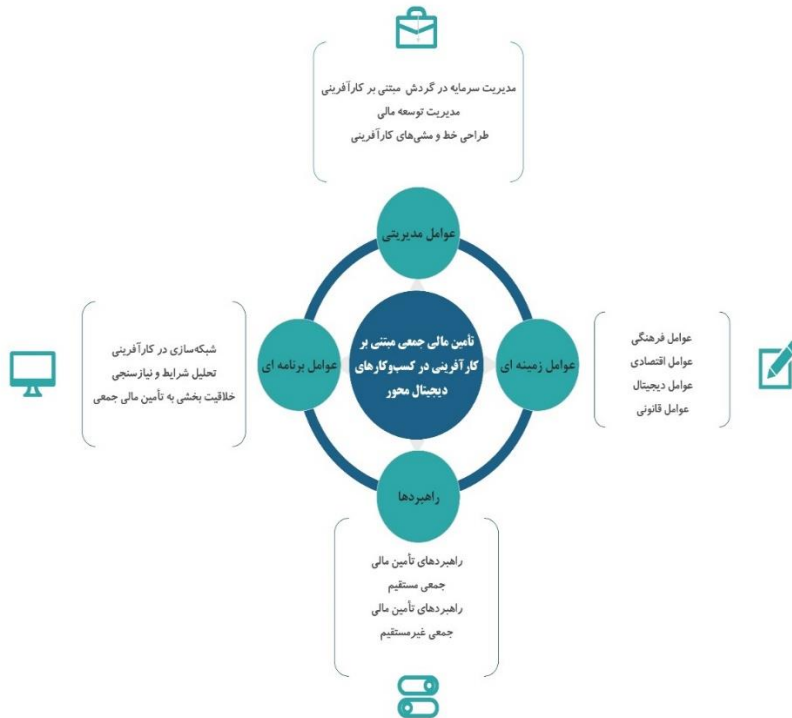 مدیریت سرمایه در گردش مبتنی بر کارآفرینی
مدیریت توسعه مالی
طراحی خط و مشی‌های کارآفرینی
عوامل مدیریتی
عوامل فرهنگی
عوامل اقتصادی
عوامل دیجیتال
عوامل قانونی
عوامل زمینه ای
تأمین مالی جمعی مبتنی بر
کارآفرینی در کسب‌وکارهای
دیجیتال محور
عوامل برنامه ای
شبکه‌سازی در کارآفرینی
تحلیل شرایط و نیازسنجی
خلاقیت بخشی به تأمین مالی جمعی
راهبردها
راهبردهای تأمین مالی
جمعی مستقیم
راهبردهای تأمین مالی
جمعی غیرمستقیم